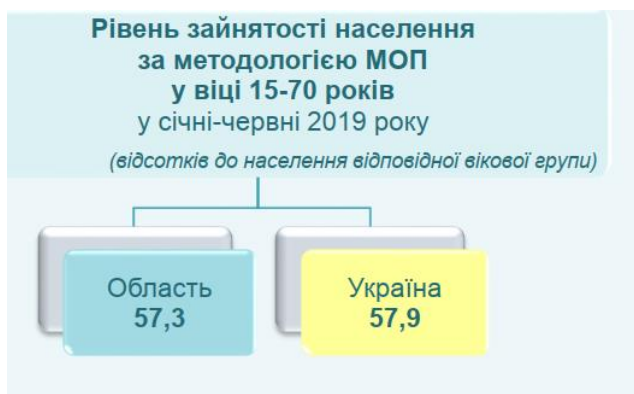 Рівень зайнятості населення
за методологією МОП
у віці 15-70 років
у січні-червні 2019 року
(відсотків до населення відповідної вікової групи)
Область
57,3
Україна
57,9